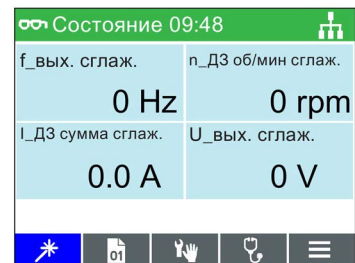 Состояние 09:48
f_вых. сглаж.
0 Hz
n_ДЗ об/мин сглаж.
0 rpm
I_ДЗ сумма сглаж.
0.0 A
U_вых. сглаж.
0 V
01